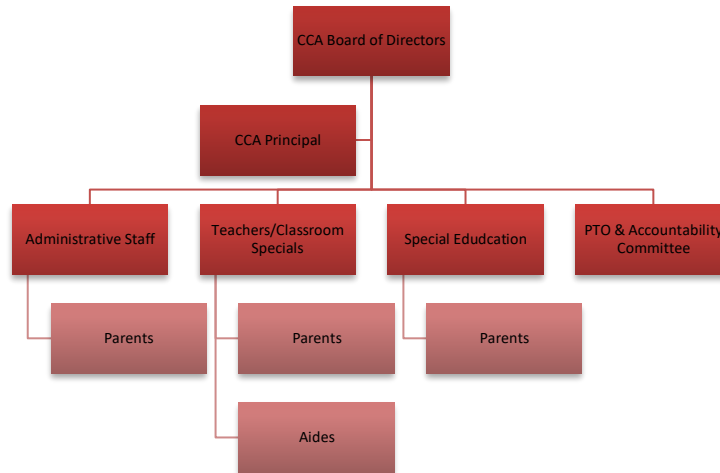 CCA Board of Directors
CCA Principal
Administrative Staff
Teachers/Classroom
Specials
Special Edudcation
PTO & Accountability
Committee
Parents
Parents
Parents
Aides